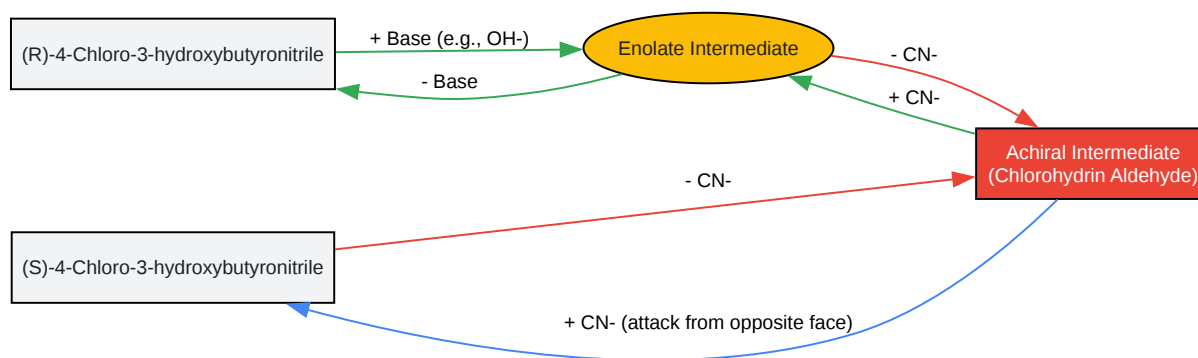 (R)-4-Chloro-3-hydroxybutyronitrile
+ Base (e.g., OH-)
- Base
Enolate Intermediate
- CN-
+ CN-
Achiral Intermediate
(Chlorohydrin Aldehyde)
- CN-
(S)-4-Chloro-3-hydroxybutyronitrile
+ CN- (attack from opposite face)